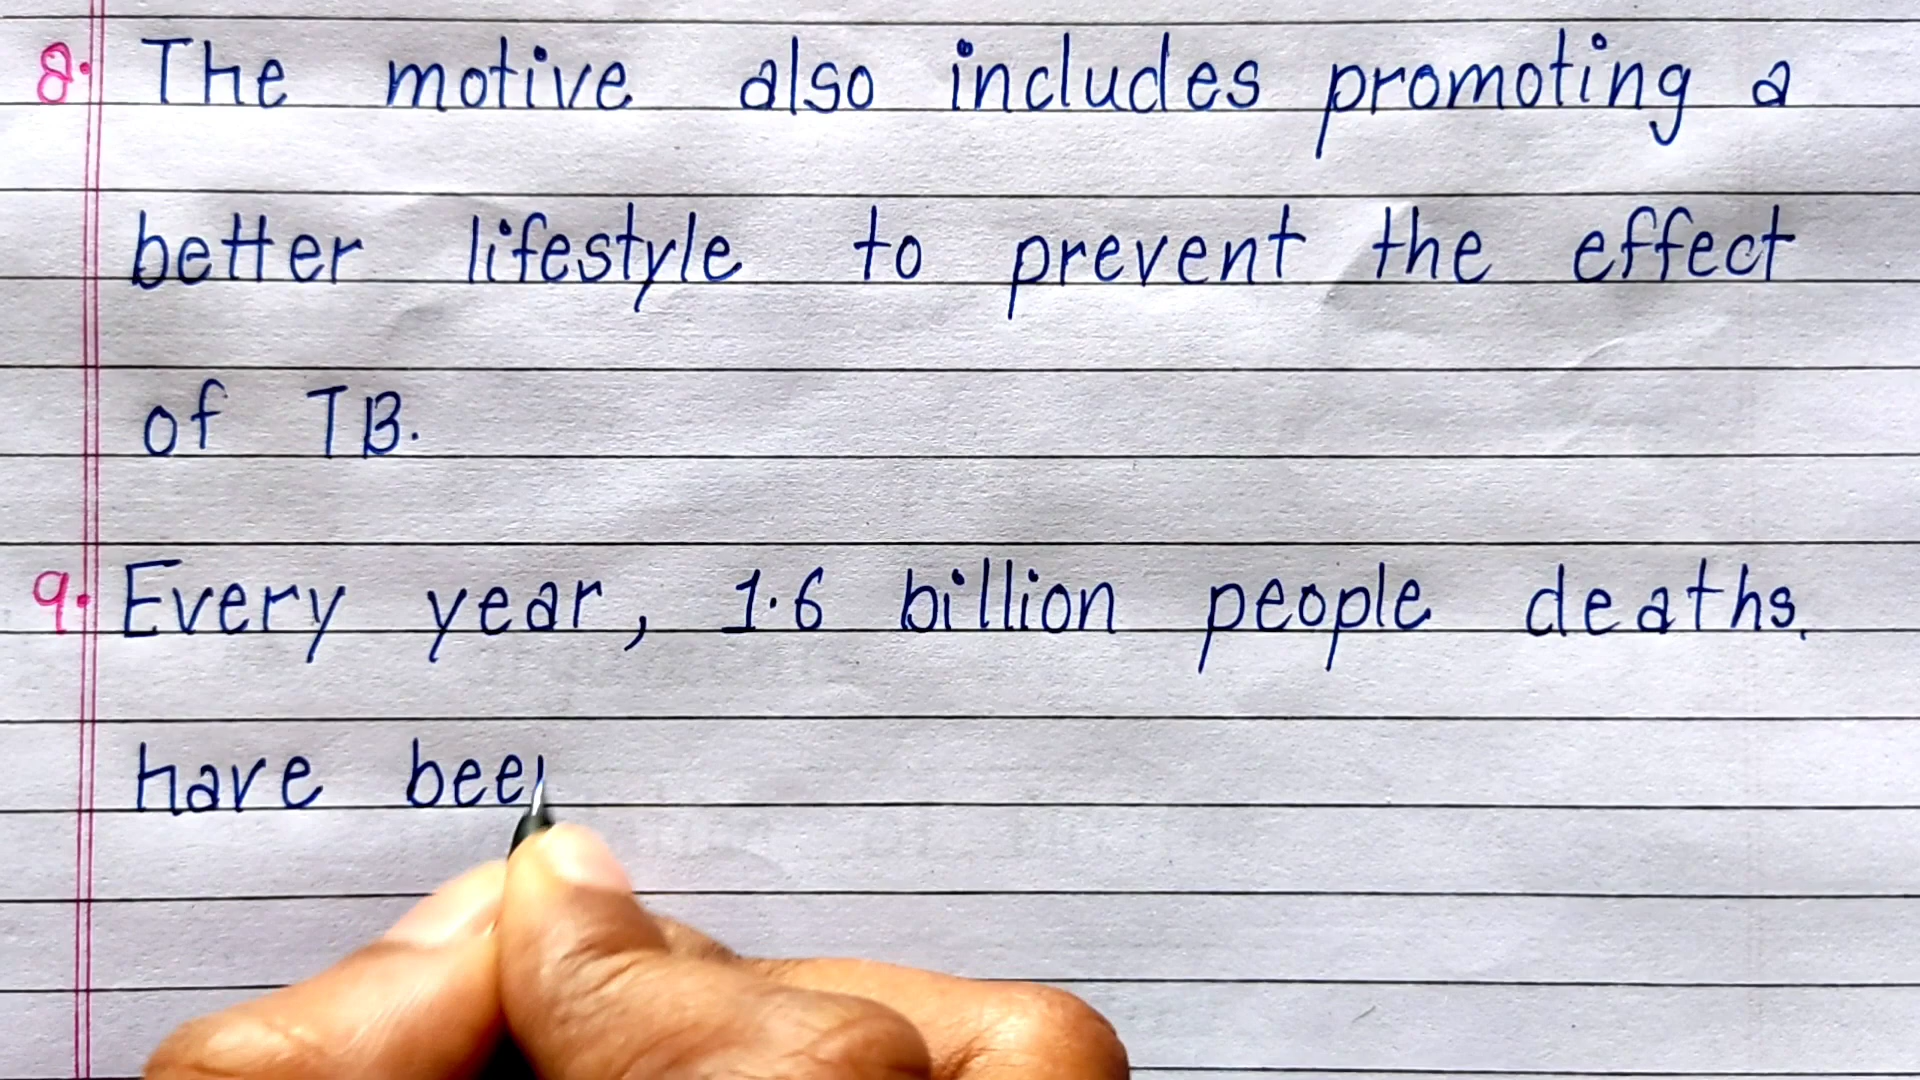 8. The motive also includes promoting a
better lifestyle to prevent the effect
of TB.
9. Every year, 1.6 billion people deaths.
have bee